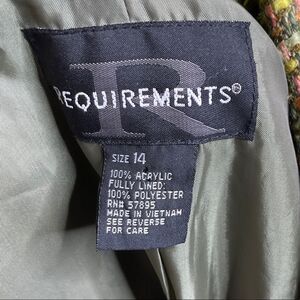 R
REQUIREMENTS®
SIZE 14
100% ACRYLIC
FULLY LINED:
100% POLYESTER
RN# 57895
MADE IN VIETNAM
SEE REVERSE
FOR CARE